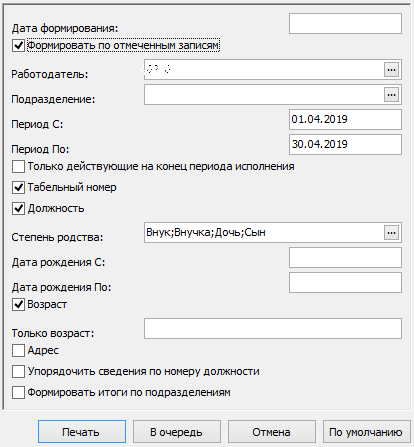 Дата формирования:
Формировать по отмеченным записям
Работодатель: ...
Подразделение: ...
Период С: 01.04.2019
Период По: 30.04.2019
Только действующие на конец периода исполнения
Табельный номер
Должность
Степень родства: Внук;Внучка;Дочь;Сын ...
Дата рождения С:
Дата рождения По:
Возраст
Только возраст:
Адрес
Упорядочить сведения по номеру должности
Формировать итоги по подразделениям
Печать В очередь Отмена По умолчанию